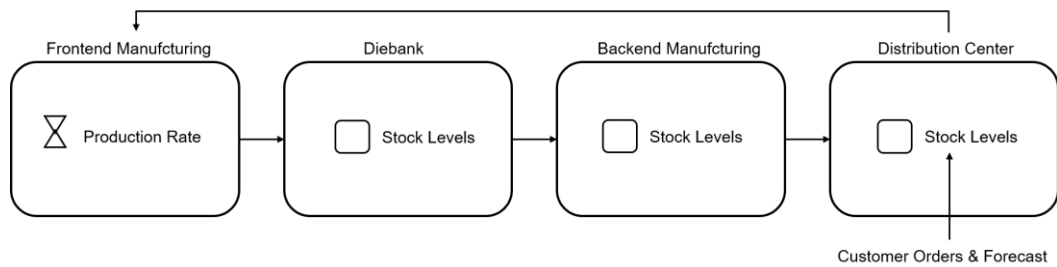 Frontend Manufcturing
Diebank
Backend Manufcturing
Distribution Center
Production Rate
Stock Levels
Stock Levels
Stock Levels
Customer Orders & Forecast